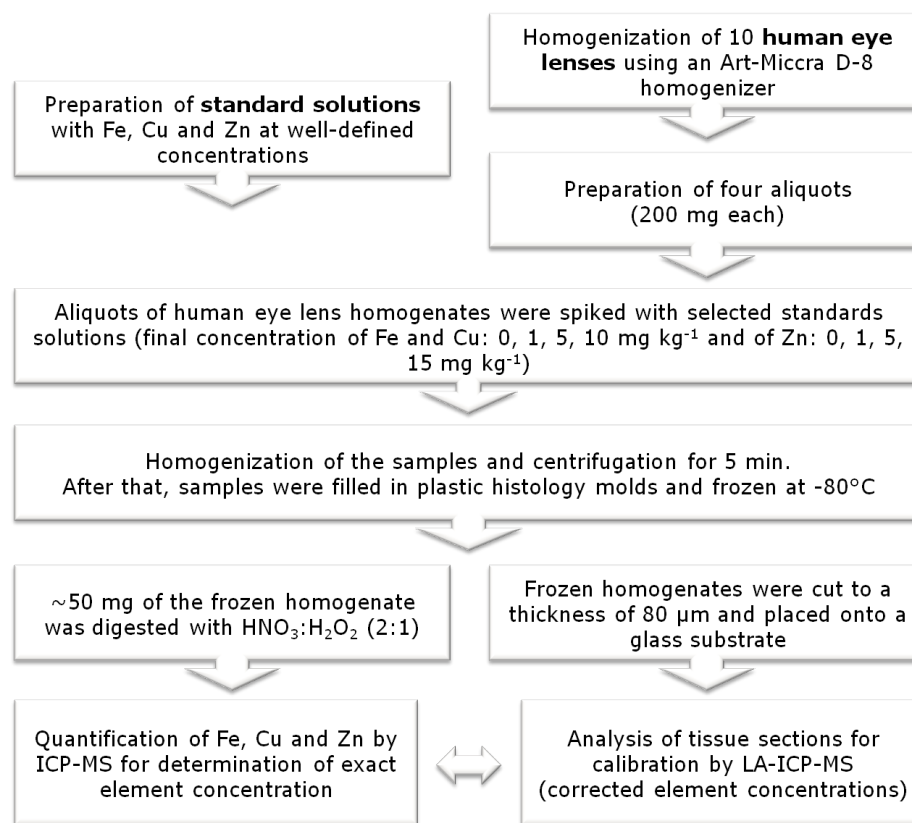 Homogenization of 10 human eye
lenses using an Art-Miccra D-8
homogenizer
Preparation of standard solutions
with Fe, Cu and Zn at well-defined
concentrations
Preparation of four aliquots
(200 mg each)
Aliquots of human eye lens homogenates were spiked with selected standards
solutions (final concentration of Fe and Cu: 0, 1, 5, 10 mg kg⁻¹ and of Zn: 0, 1, 5,
15 mg kg⁻¹)
Homogenization of the samples and centrifugation for 5 min.
After that, samples were filled in plastic histology molds and frozen at -80°C
~50 mg of the frozen homogenate
was digested with HNO₃:H₂O₂ (2:1)
Frozen homogenates were cut to a
thickness of 80 µm and placed onto a
glass substrate
Quantification of Fe, Cu and Zn by
ICP-MS for determination of exact
element concentration
Analysis of tissue sections for
calibration by LA-ICP-MS
(corrected element concentrations)